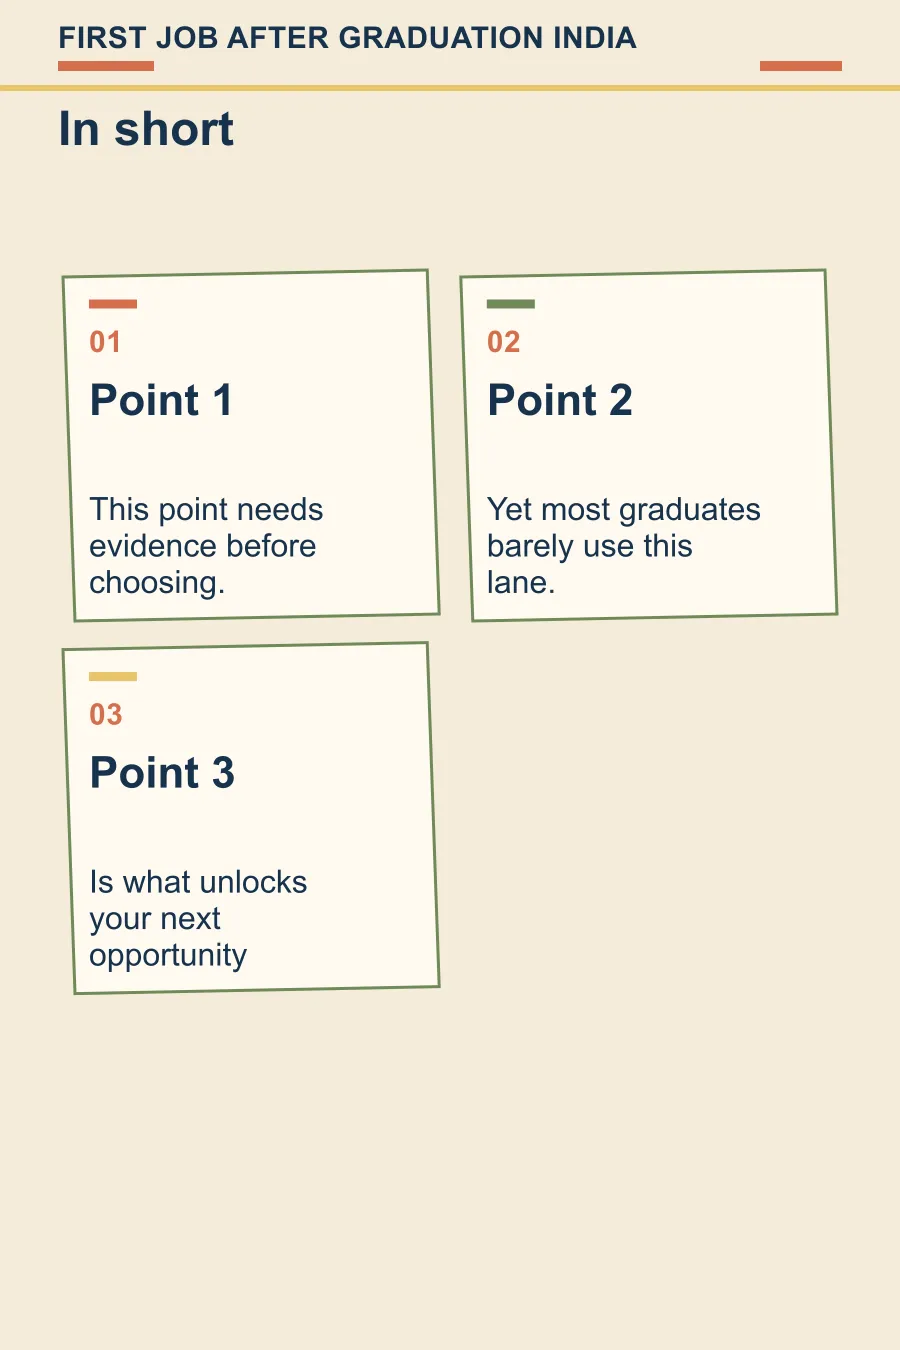 FIRST JOB AFTER GRADUATION INDIA
In short
01
Point 1
This point needs
evidence before
choosing.
02
Point 2
Yet most graduates
barely use this
lane.
03
Point 3
Is what unlocks
your next
opportunity